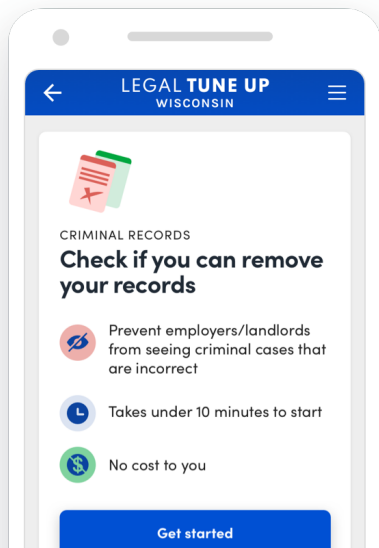 LEGAL TUNE UP
WISCONSIN
CRIMINAL RECORDS
Check if you can remove
your records
Prevent employers/landlords
from seeing criminal cases that
are incorrect
Takes under 10 minutes to start
No cost to you
Get started